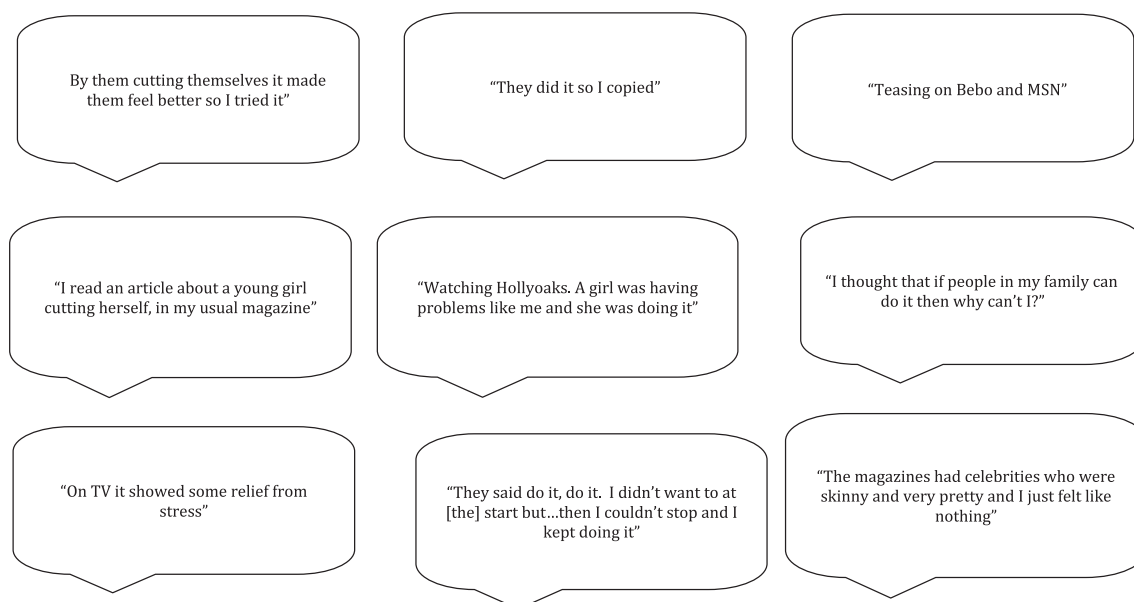 By them cutting themselves it made
them feel better so I tried it”
“They did it so I copied”
“Teasing on Bebo and MSN”
“I read an article about a young girl
cutting herself, in my usual magazine”
“Watching Hollyoaks. A girl was having
problems like me and she was doing it”
“I thought that if people in my family can
do it then why can’t I?”
“On TV it showed some relief from
stress”
“They said do it, do it.  I didn’t want to at
[the] start but…then I couldn’t stop and I
kept doing it”
“The magazines had celebrities who were
skinny and very pretty and I just felt like
nothing”